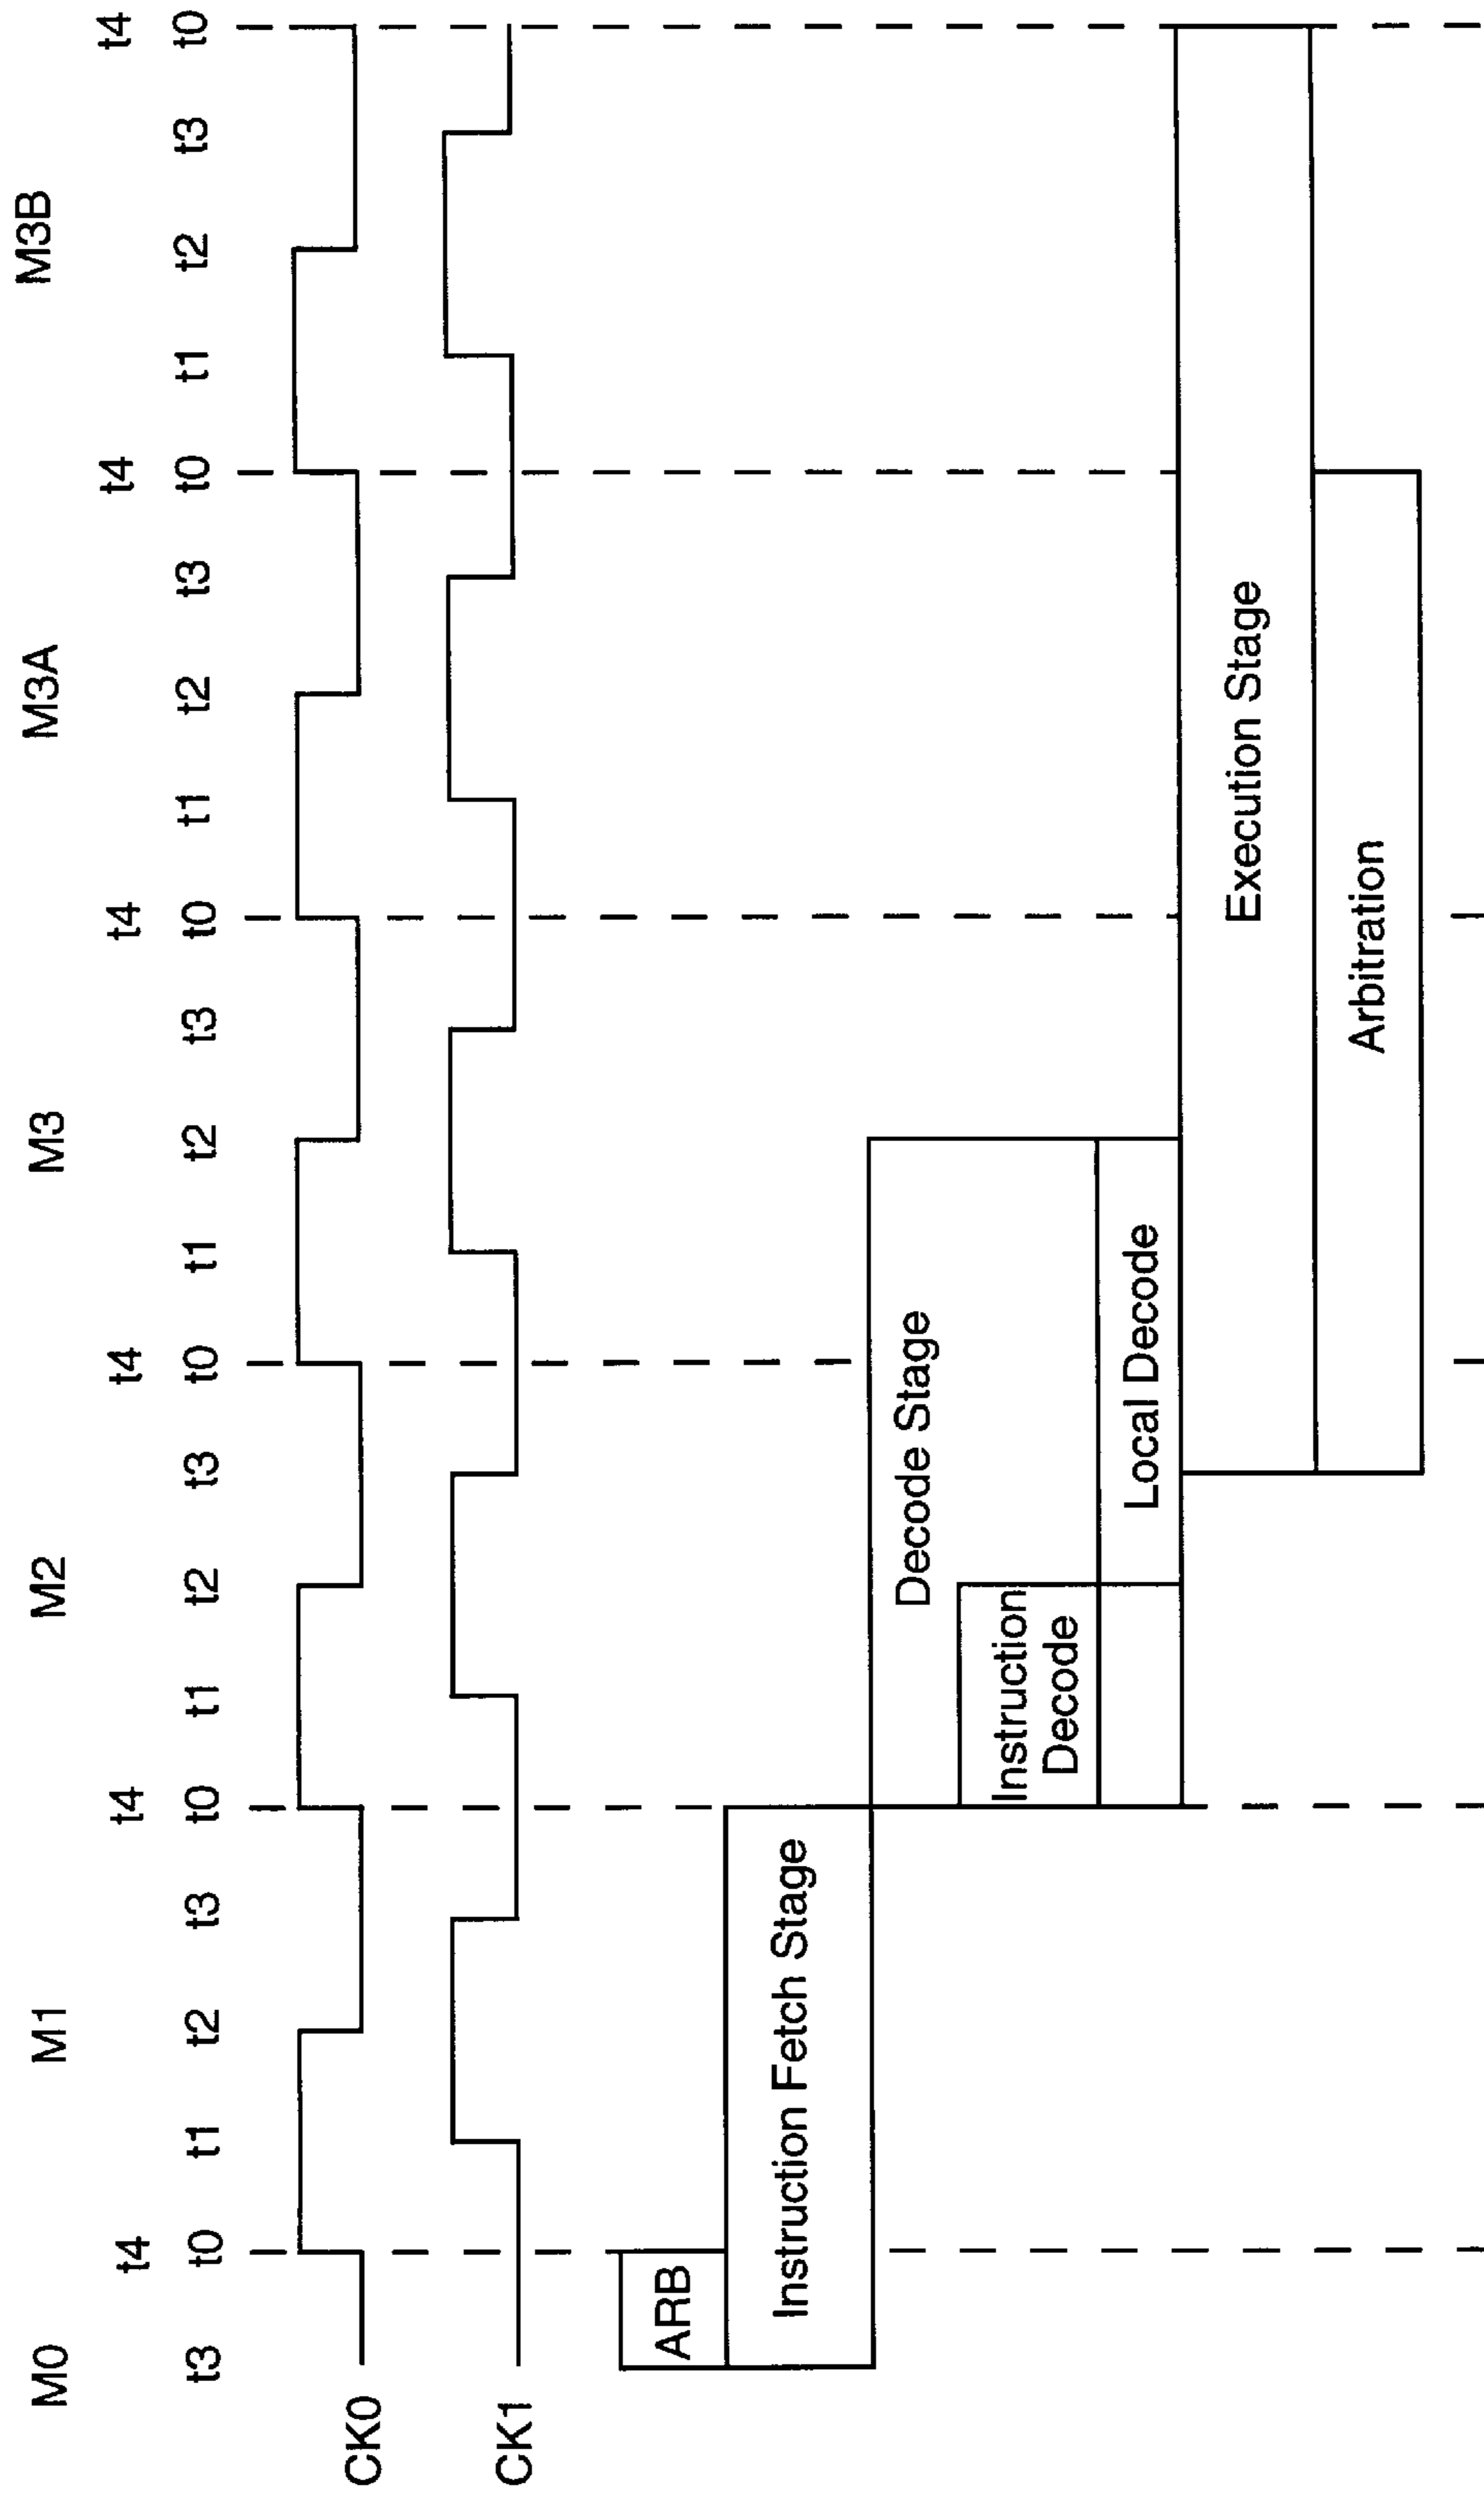 M0 M1 M2 M3 M3A M3B
t4 t4 t4 t4 t4 t4
t3 t0 t1 t2 t3 t0 t1 t2 t3 t0 t1 t2 t3 t0 t1 t2 t3 t0 t1 t2 t3 t0
CK0
CK1
ARB
Instruction Fetch Stage
Decode Stage
Instruction
Decode
Local Decode
Execution Stage
Arbitration